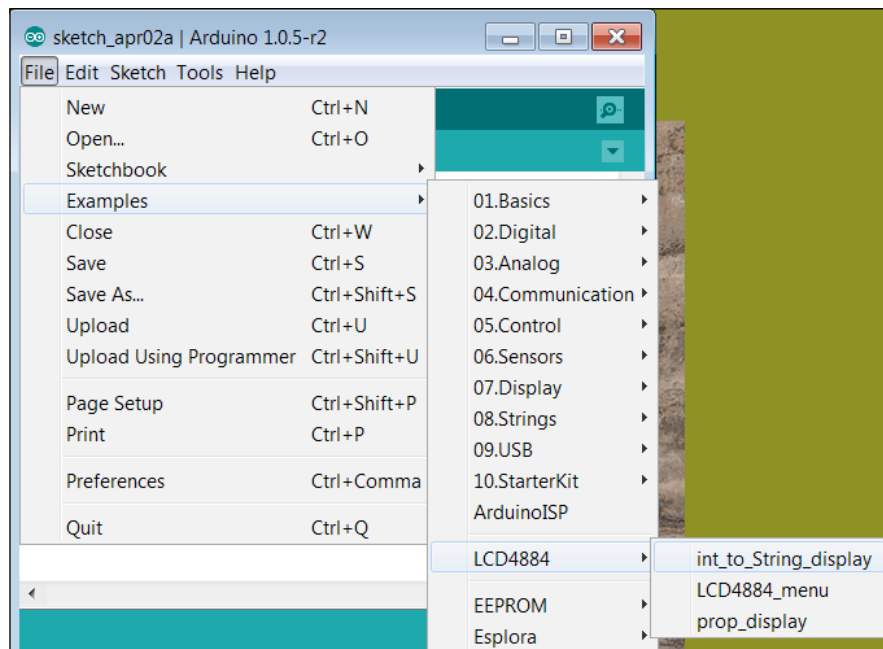 sketch_apr02a | Arduino 1.0.5-r2
File Edit Sketch Tools Help
New Ctrl+N
Open... Ctrl+O
Sketchbook
Examples
Close Ctrl+W
Save Ctrl+S
Save As... Ctrl+Shift+S
Upload Ctrl+U
Upload Using Programmer Ctrl+Shift+U
Page Setup Ctrl+Shift+P
Print Ctrl+P
Preferences Ctrl+Comma
Quit Ctrl+Q
01.Basics
02.Digital
03.Analog
04.Communication
05.Control
06.Sensors
07.Display
08.Strings
09.USB
10.StarterKit
ArduinoISP
LCD4884
EEPROM
Esplora
int_to_String_display
LCD4884_menu
prop_display